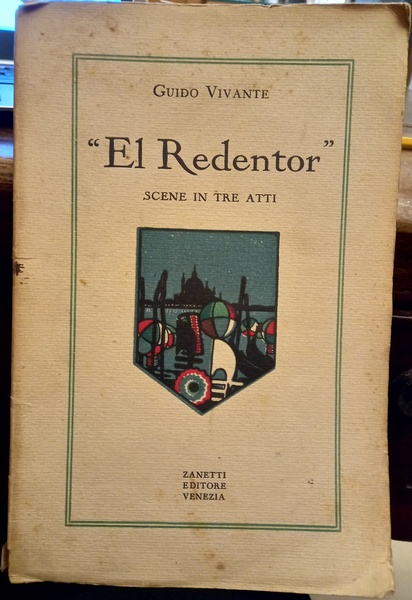 GUIDO VIVANTE
“El Redentor”
SCENE IN TRE ATTI
ZANETTI
EDITORE
VENEZIA